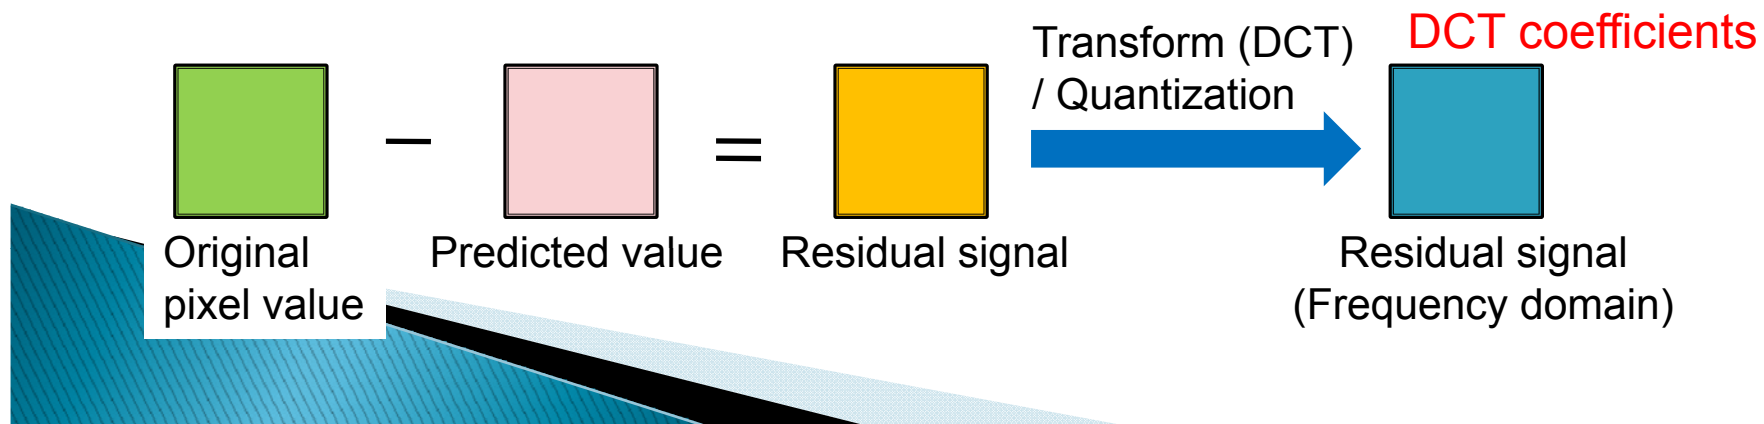 Transform (DCT)
/ Quantization
DCT coefficients
–
=
Original
pixel value
Predicted value
Residual signal
Residual signal
(Frequency domain)